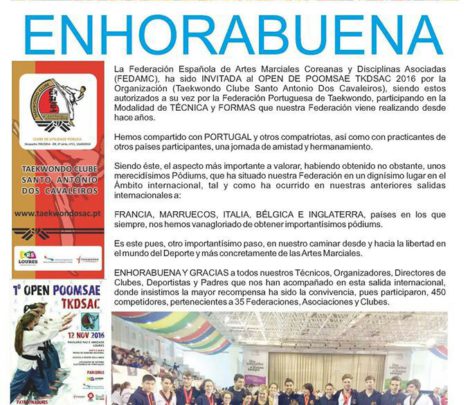 ENHORABUENA
La Federación Española de Artes Marciales Coreanas y Disciplinas Asociadas
(FEDAMC), ha sido INVITADA al OPEN DE POOMSAE TKDSAC 2016 por la
Organización (Taekwondo Clube Santo Antonio Dos Cavaleiros), siendo estos
autorizados a su vez por la Federación Portuguesa de Taekwondo, participando en la
Modalidad de TÉCNICA y FORMAS que nuestra Federación viene realizando desde
hace años.
Hemos compartido con PORTUGAL y otros compatriotas, así como con practicantes de
otros países participantes, una jornada de amistad y hermanamiento.
Siendo éste, el aspecto más importante a valorar, habiendo obtenido no obstante, unos
merecidísimos Pódiums, que ha situado nuestra Federación en un dignísimo lugar en el
Ámbito internacional, tal y como ha ocurrido en nuestras anteriores salidas
internacionales a:
FRANCIA, MARRUECOS, ITALIA, BÉLGICA E INGLATERRA, países en los que
siempre, nos hemos vanagloriado de obtener importantísimos pódiums.
Es este pues, otro importantísimo paso, en nuestro caminar desde y hacia la libertad en
el mundo del Deporte y más concretamente de las Artes Marciales.
ENHORABUENA Y GRACIAS a todos nuestros Técnicos, Organizadores, Directores de
Clubes, Deportistas y Padres que nos han acompañado en esta salida internacional,
donde insistimos la mayor recompensa ha sido la convivencia, pues participaron, 450
competidores, pertenecientes a 35 Federaciones, Asociaciones y Clubes.
TAEKWONDO CLUBE
SANTO ANTONIO
DOS CAVALEIROS
www.taekwondosac.pt
LOURES
1º OPEN POOMSAE
TKDSAC
12 NOV 2016